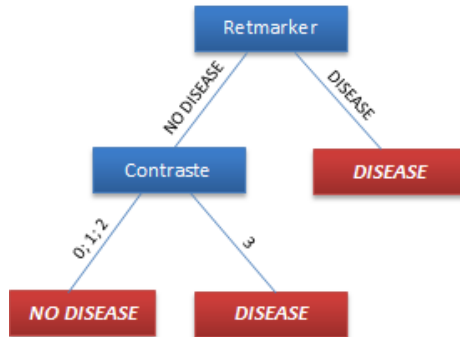 Retmarker
NO DISEASE
DISEASE
Contraste
DISEASE
0; 1; 2
3
NO DISEASE
DISEASE